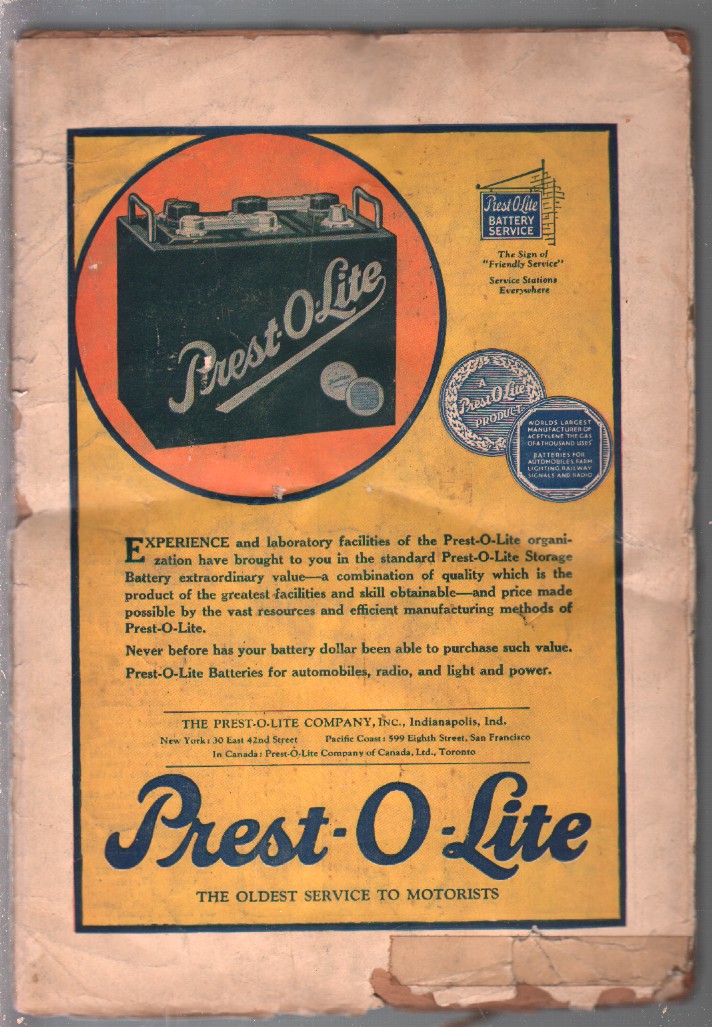 Prest-O-Lite
Prest O Lite
BATTERY
SERVICE
The Sign of
"Friendly Service"
Service Stations
Everywhere
A
Prest-O-Lite
PRODUCT
WORLDS LARGEST
MANUFACTURER OF
ACETYLENE THE GAS
OF A THOUSAND USES
BATTERIES FOR
AUTOMOBILES FARM
LIGHTING, RAILWAY
SIGNALS AND RADIO
EXPERIENCE and laboratory facilities of the Prest-O-Lite organi-
zation have brought to you in the standard Prest-O-Lite Storage
Battery extraordinary value—a combination of quality which is the
product of the greatest facilities and skill obtainable—and price made
possible by the vast resources and efficient manufacturing methods of
Prest-O-Lite.
Never before has your battery dollar been able to purchase such value.
Prest-O-Lite Batteries for automobiles, radio, and light and power.
THE PREST-O-LITE COMPANY, INC., Indianapolis, Ind.
New York: 30 East 42nd Street Pacific Coast: 599 Eighth Street, San Francisco
In Canada: Prest-O-Lite Company of Canada, Ltd., Toronto
Prest-O-Lite
THE OLDEST SERVICE TO MOTORISTS